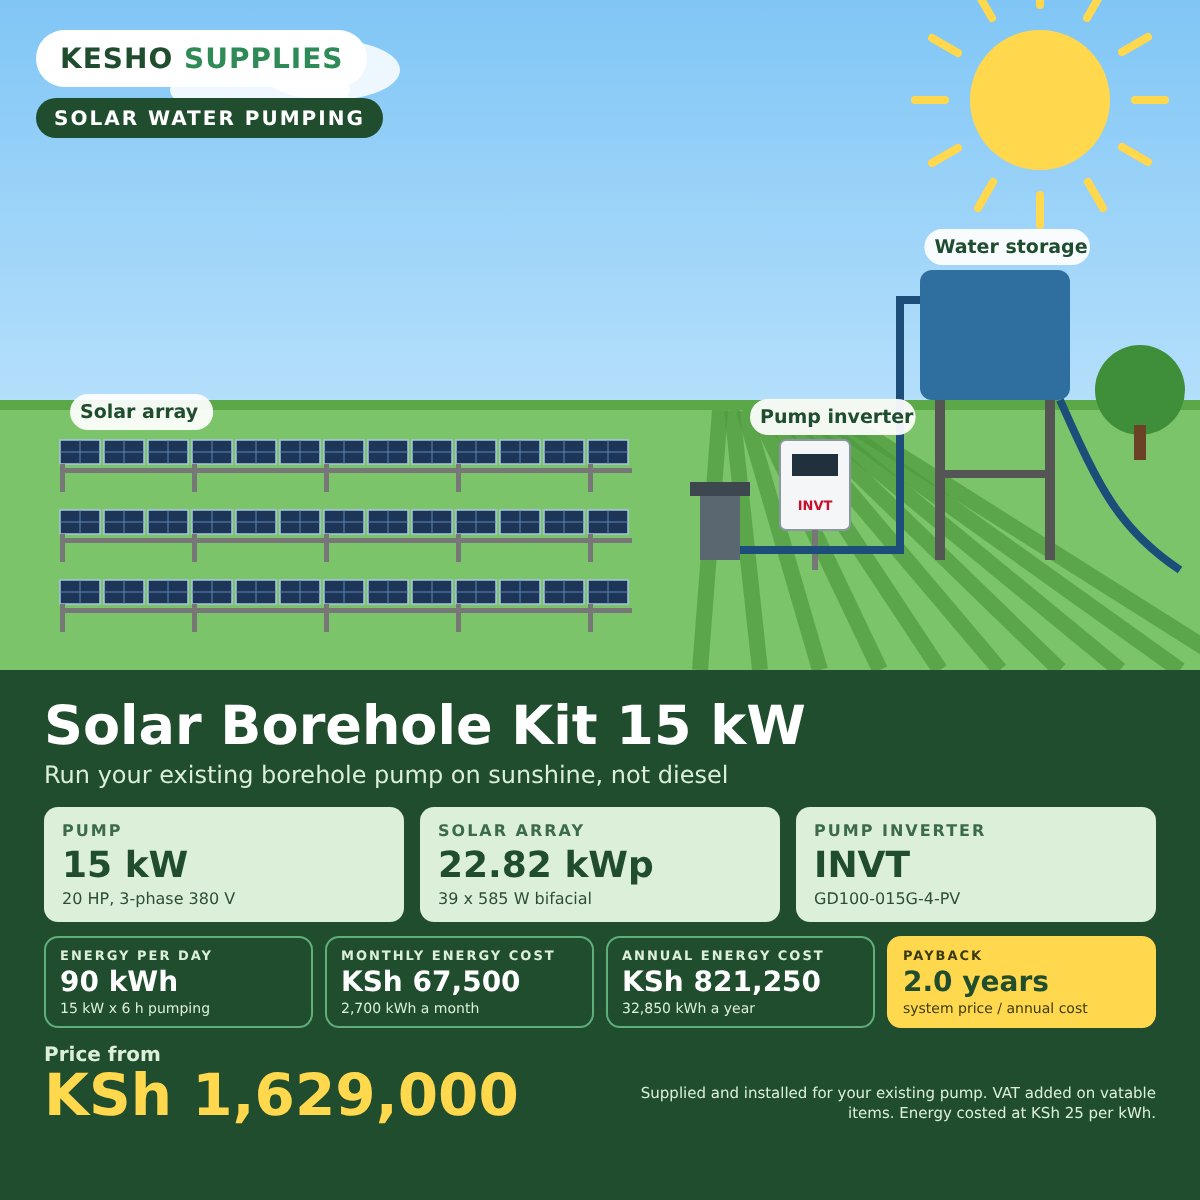 KESHO SUPPLIES
SOLAR WATER PUMPING
Water storage
Solar array
Pump inverter
INVT
Solar Borehole Kit 15 kW
Run your existing borehole pump on sunshine, not diesel
PUMP
15 kW
20 HP, 3-phase 380 V
SOLAR ARRAY
22.82 kWp
39 x 585 W bifacial
PUMP INVERTER
INVT
GD100-015G-4-PV
ENERGY PER DAY
90 kWh
15 kW x 6 h pumping
MONTHLY ENERGY COST
KSh 67,500
2,700 kWh a month
ANNUAL ENERGY COST
KSh 821,250
32,850 kWh a year
PAYBACK
2.0 years
system price / annual cost
Price from
KSh 1,629,000
Supplied and installed for your existing pump. VAT added on vatable
items. Energy costed at KSh 25 per kWh.